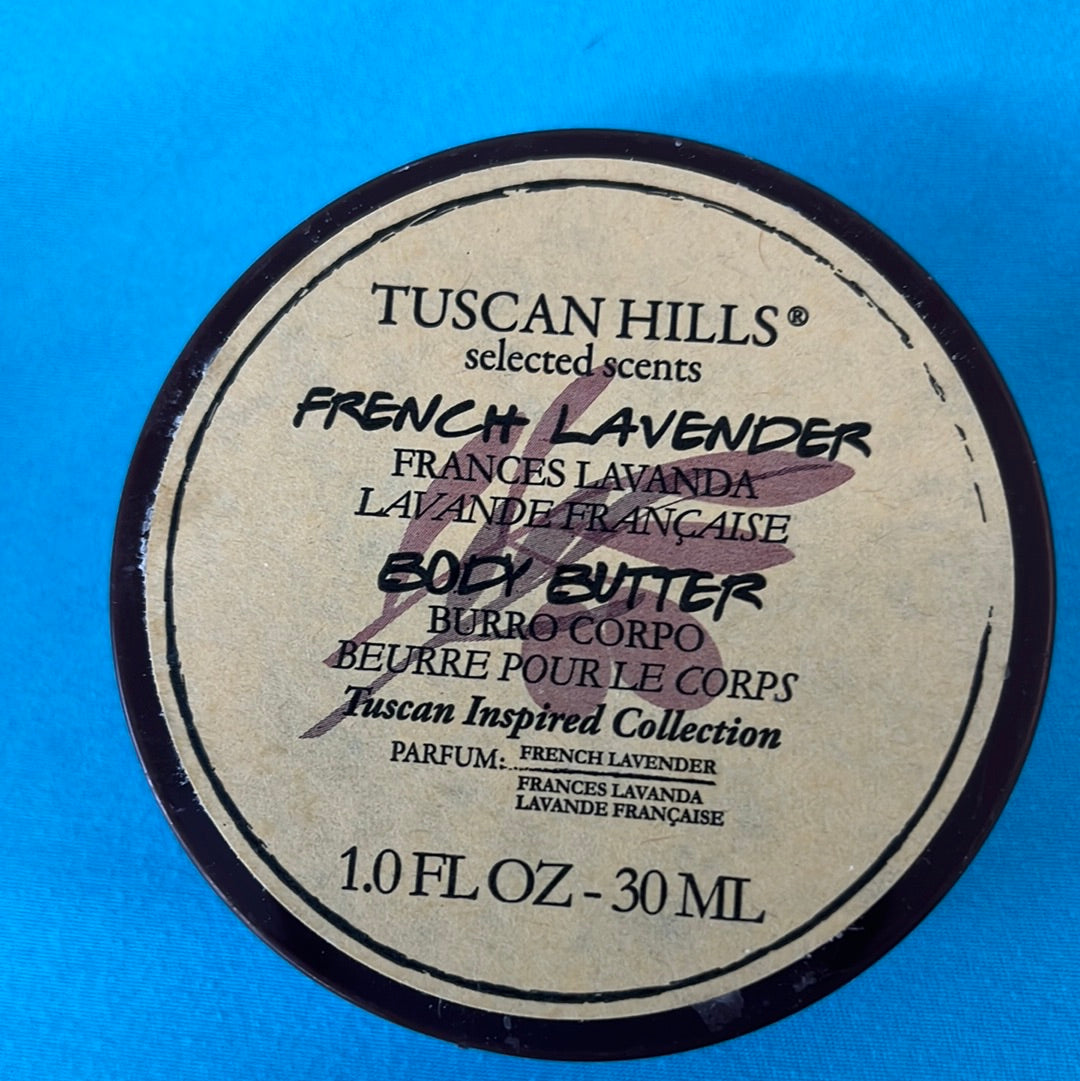 TUSCAN HILLS®
selected scents
FRENCH LAVENDER
FRANCES LAVANDA
LAVANDE FRANÇAISE
BODY BUTTER
BURRO CORPO
BEURRE POUR LE CORPS
Tuscan Inspired Collection
PARFUM: FRENCH LAVENDER
FRANCES LAVANDA
LAVANDE FRANÇAISE
1.0 FL OZ - 30 ML